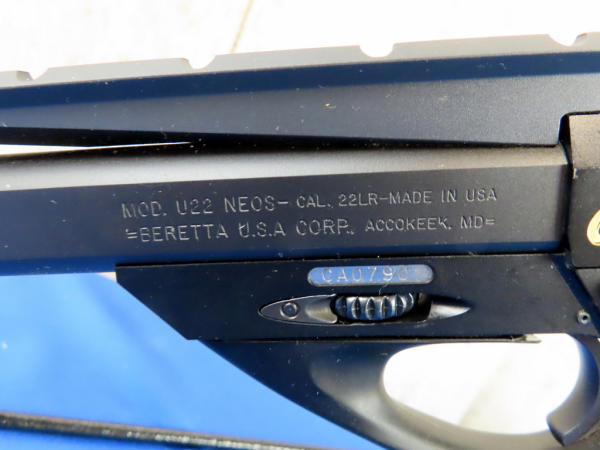 MOD. U22 NEOS- CAL. 22LR-MADE IN USA
=BERETTA U.S.A CORP., ACCOKEEK, MD=